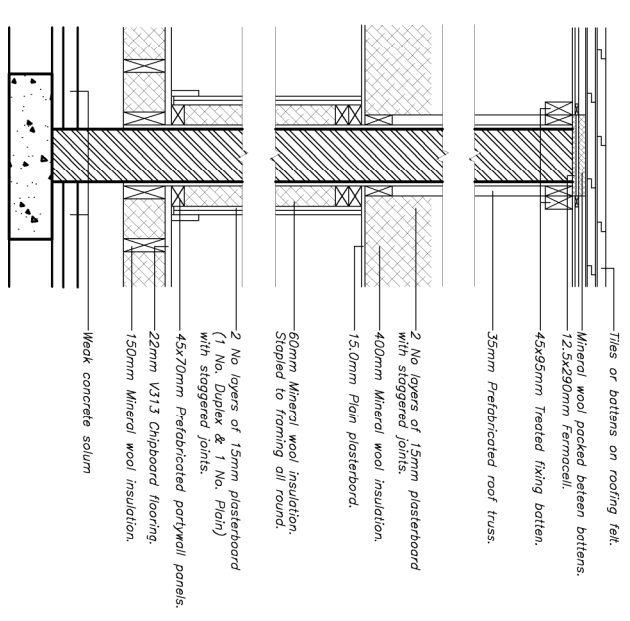 Tiles or battens on roofing felt.
Mineral wool packed beteen battens.
12.5x290mm Fermacell.
45x95mm Treated fixing batten.
35mm Prefabricated roof truss.
2 No layers of 15mm plasterboard
with staggered joints.
400mm Mineral wool insulation.
15.0mm Plain plasterbord.
60mm Mineral wool insulation.
Stapled to framing all round.
2 No layers of 15mm plasterboard
(1 No. Duplex & 1 No. Plain)
with staggered joints.
45x70mm Prefabricated partywall panels.
22mm V313 Chipboard flooring.
150mm Mineral wool insulation.
Weak concrete solum